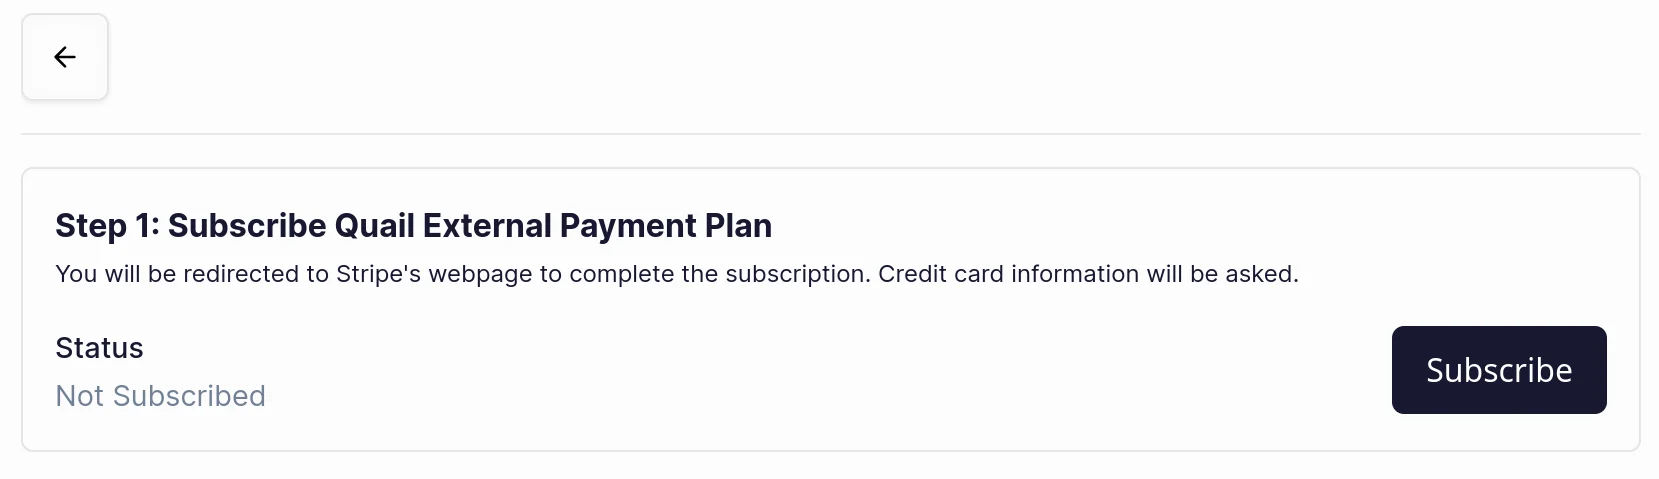 Step 1: Subscribe Quail External Payment Plan
You will be redirected to Stripe's webpage to complete the subscription. Credit card information will be asked.
Status
Not Subscribed
Subscribe